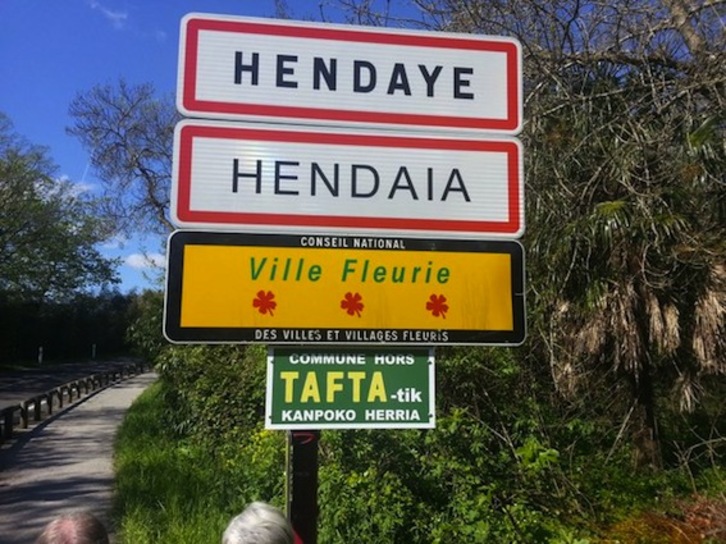 HENDAYE
HENDAIA
CONSEIL NATIONAL
Ville Fleurie
DES VILLES ET VILLAGES FLEURIS
COMMUNE HORS
TAFTA-tik
KANPOKO HERRIA